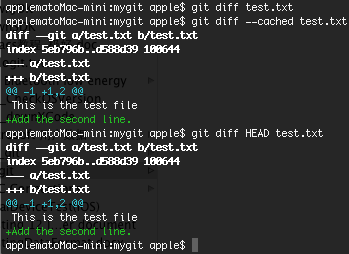 applematoMac-mini:mygit apple$ git diff test.txt
applematoMac-mini:mygit apple$ git diff --cached test.txt
diff --git a/test.txt b/test.txt
index 5eb796b..d588d39 100644
--- a/test.txt
+++ b/test.txt
@@ -1 +1,2 @@
 This is the test file
+Add the second line.
applematoMac-mini:mygit apple$ git diff HEAD test.txt
diff --git a/test.txt b/test.txt
index 5eb796b..d588d39 100644
--- a/test.txt
+++ b/test.txt
@@ -1 +1,2 @@
 This is the test file
+Add the second line.
applematoMac-mini:mygit apple$